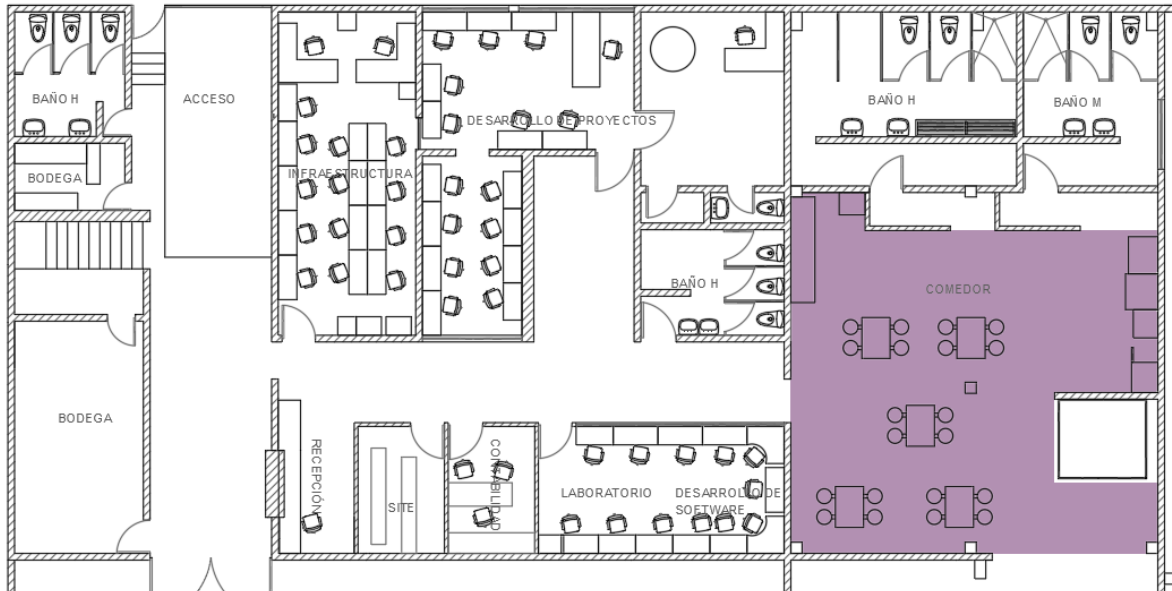 BAÑO H
ACCESO
BODEGA
INFRAESTRUCTURA
DESARROLLO DE PROYECTOS
BAÑO H
BAÑO M
BAÑO H
COMEDOR
BODEGA
RECEPCIÓN
SITE
CONTABILIDAD
LABORATORIO
DESARROLLO DE
SOFTWARE